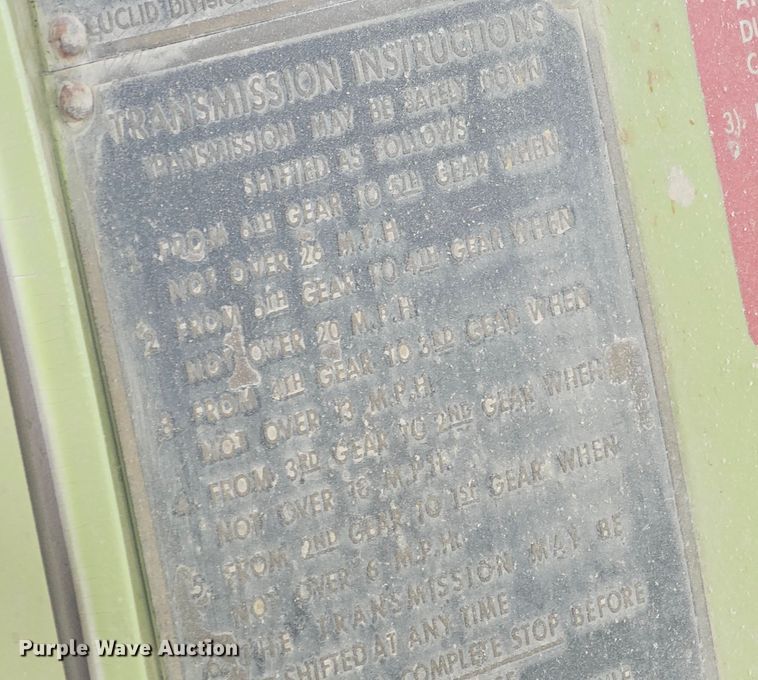 EUCLID DIVISION
TRANSMISSION INSTRUCTIONS
TRANSMISSION MAY BE SAFELY DOWN
SHIFTED AS FOLLOWS
1. FROM 6TH GEAR TO 5TH GEAR WHEN
NOT OVER 26 M.P.H.
2. FROM 5TH GEAR TO 4TH GEAR WHEN
NOT OVER 20 M.P.H.
3. FROM 4TH GEAR TO 3RD GEAR WHEN
NOT OVER 13 M.P.H.
4. FROM 3RD GEAR TO 2ND GEAR WHEN
NOT OVER 10 M.P.H.
5. FROM 2ND GEAR TO 1ST GEAR WHEN
NOT OVER 6 M.P.H.
THE TRANSMISSION MAY BE
SHIFTED AT ANY TIME
COMPLETE STOP BEFORE
3).
Purple Wave Auction